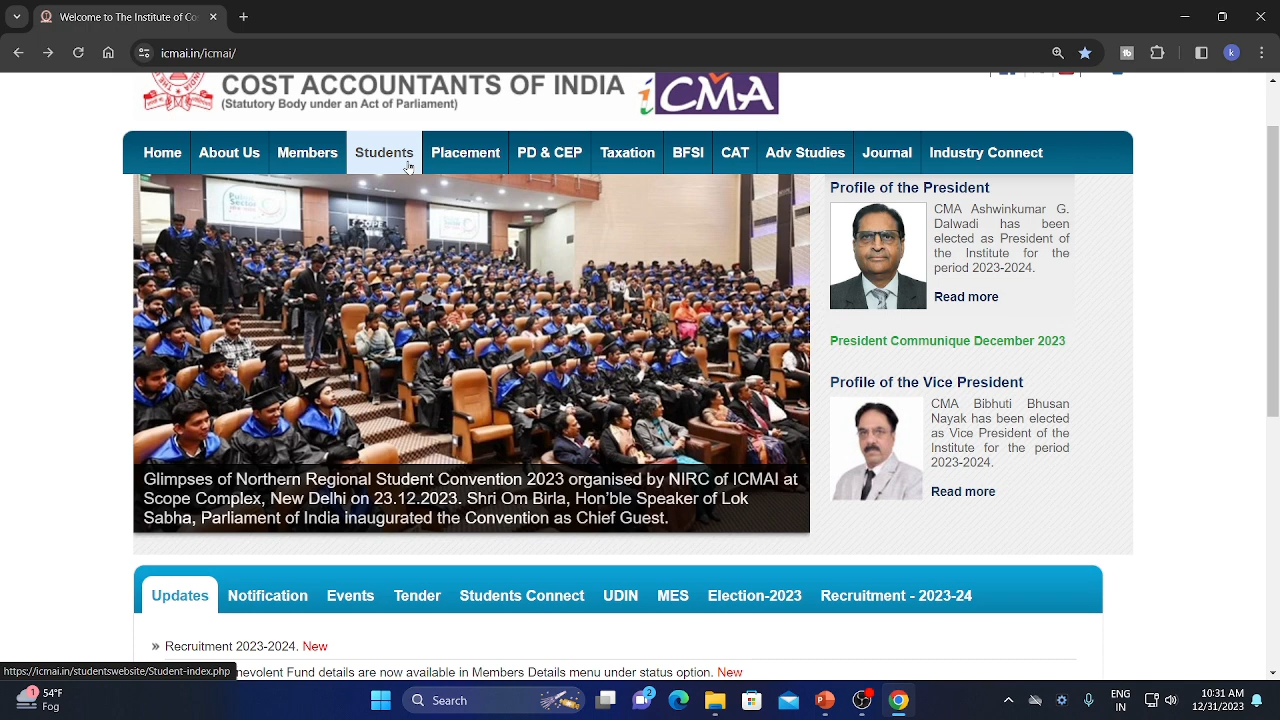 Welcome To ICMAI
icmai.in/icmai/
COST ACCOUNTANTS OF INDIA
(Statutory Body under an Act of Parliament)
iCMA
Home About Us Members Students Placement PD & CEP Taxation BFSI CAT Adv Studies Journal Industry Connect
Profile of the President
CMA Ashwinkumar G.
Dalwadi has been
elected as President of
the Institute for the
period 2023-2024.
Read more
President Communique December 2023
Profile of the Vice President
CMA Bibhuti Bhusan
Nayak has been elected
as Vice President of the
Institute for the period
2023-2024.
Read more
Glimpses of Northern Regional Student Convention 2023 organised by NIRC of ICMAI at
Scope Complex, New Delhi on 23.12.2023. Shri Om Birla, Hon'ble Speaker of Lok
Sabha, Parliament of India inaugurated the Convention as Chief Guest.
Updates Notification Events Tender Students Connect UDIN MES Election-2023 Recruitment - 2023-24
» Recruitment 2023-2024. New
https://icmai.in/studentswebsite/Student-index.php
nevolent Fund details are now available in Members Details menu under status option. New
1
54°F
Fog
Search
2
ENG
IN
10:31 AM
12/31/2023